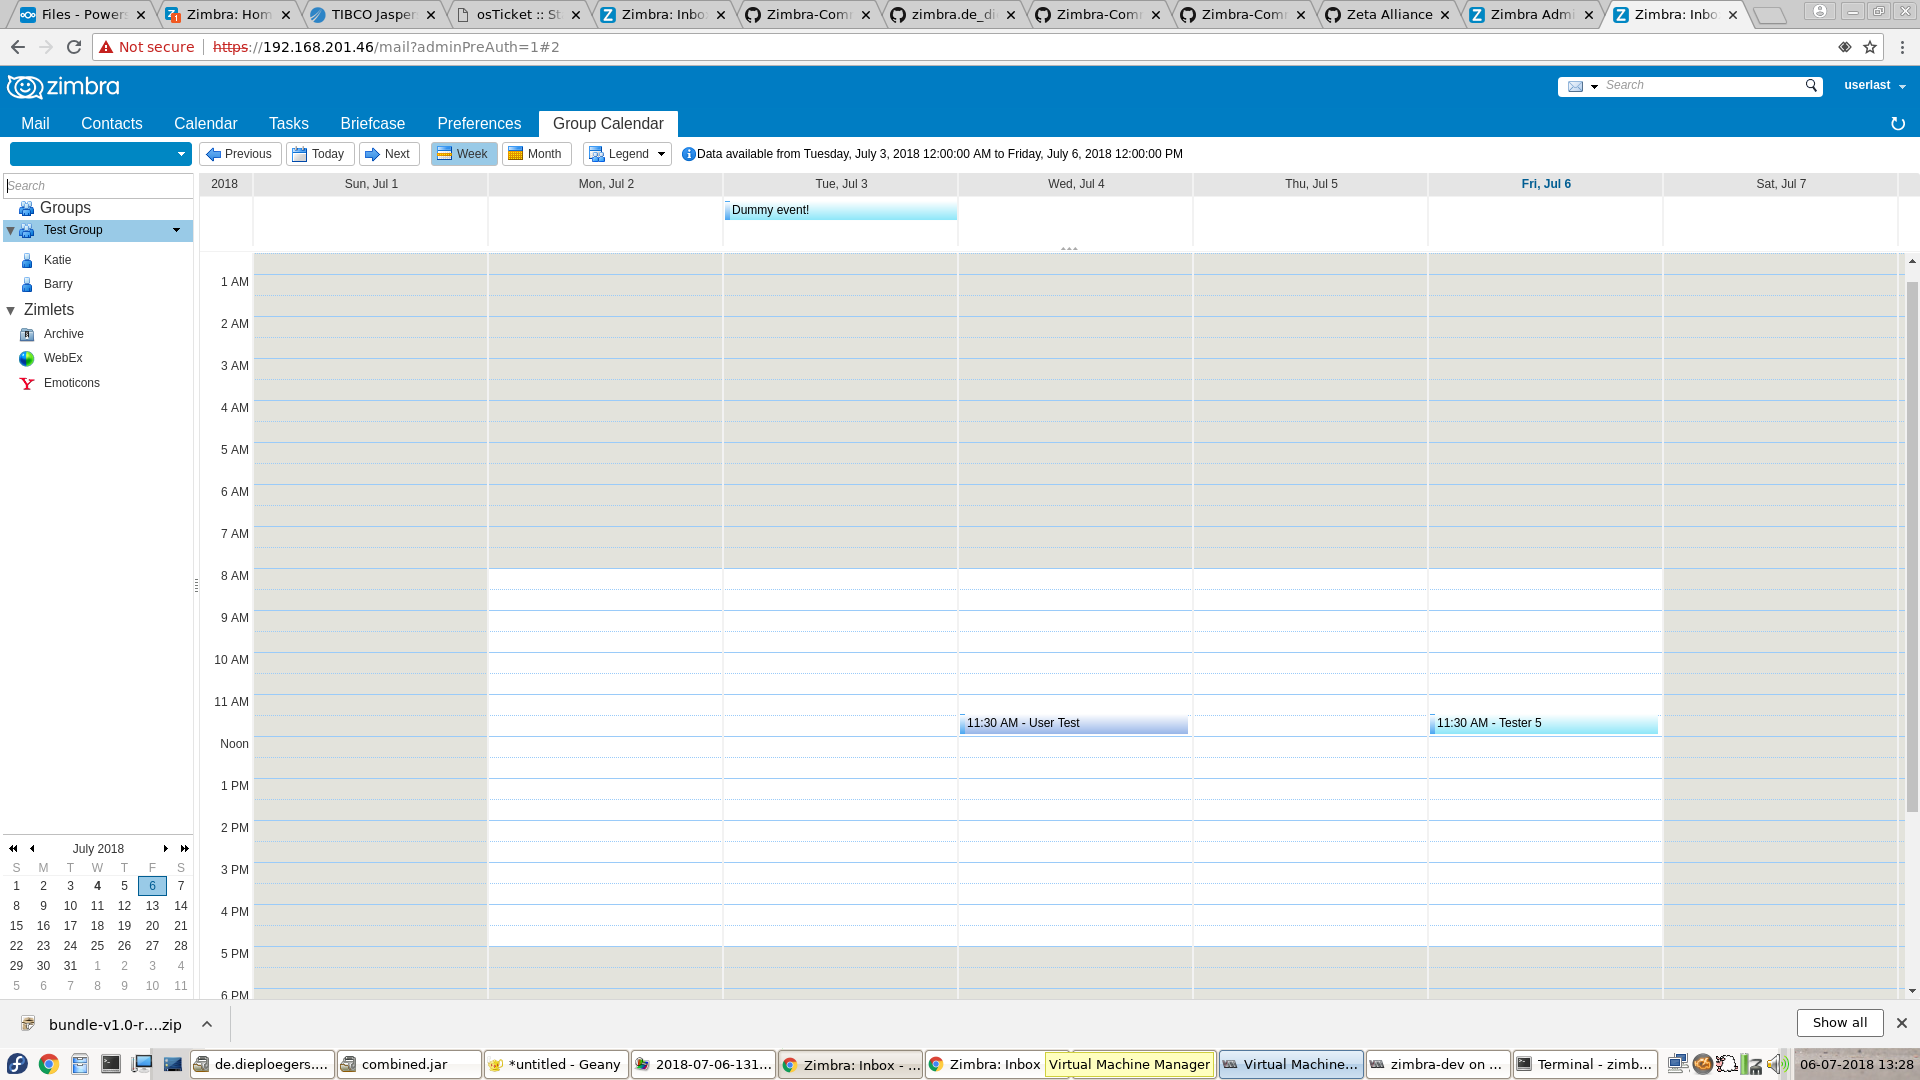 Files - Power
Zimbra: Hom
TIBCO Jasper
osTicket :: St
Zimbra: Inbo
Zimbra-Com
zimbra.de_di
Zimbra-Com
Zimbra-Com
Zeta Alliance
Zimbra Admi
Zimbra: Inbo
Not secure
https://192.168.201.46/mail?adminPreAuth=1#2
zimbra
Search
userlast
Mail
Contacts
Calendar
Tasks
Briefcase
Preferences
Group Calendar
Previous
Today
Next
Week
Month
Legend
Data available from Tuesday, July 3, 2018 12:00:00 AM to Friday, July 6, 2018 12:00:00 PM
Search
Groups
Test Group
Katie
Barry
Zimlets
Archive
WebEx
Emoticons
2018
Sun, Jul 1
Mon, Jul 2
Tue, Jul 3
Wed, Jul 4
Thu, Jul 5
Fri, Jul 6
Sat, Jul 7
Dummy event!
1 AM
2 AM
3 AM
4 AM
5 AM
6 AM
7 AM
8 AM
9 AM
10 AM
11 AM
11:30 AM - User Test
11:30 AM - Tester 5
Noon
1 PM
2 PM
3 PM
4 PM
5 PM
6 PM
July 2018
S M T W T F S
1 2 3 4 5 6 7
8 9 10 11 12 13 14
15 16 17 18 19 20 21
22 23 24 25 26 27 28
29 30 31 1 2 3 4
5 6 7 8 9 10 11
bundle-v1.0-r....zip
Show all
de.dieploegers....
combined.jar
*untitled - Geany
2018-07-06-131...
Zimbra: Inbox - ...
Zimbra: Inbox
Virtual Machine Manager
Virtual Machine...
zimbra-dev on ...
Terminal - zimb...
06-07-2018 13:28